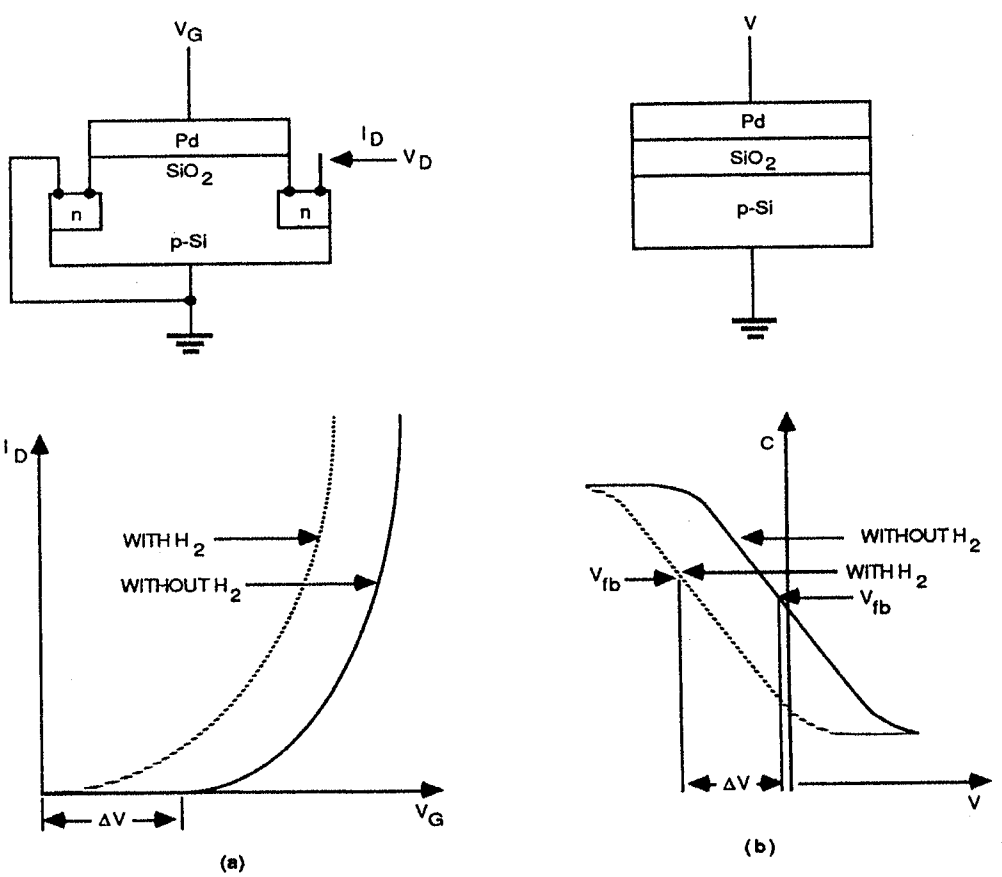 V_G
Pd
SiO_2
I_D
V_D
n
n
p-Si
V
Pd
SiO_2
p-Si
I_D
WITH H_2
WITHOUT H_2
ΔV
V_G
(a)
C
WITHOUT H_2
WITH H_2
V_fb
V_fb
ΔV
V
(b)